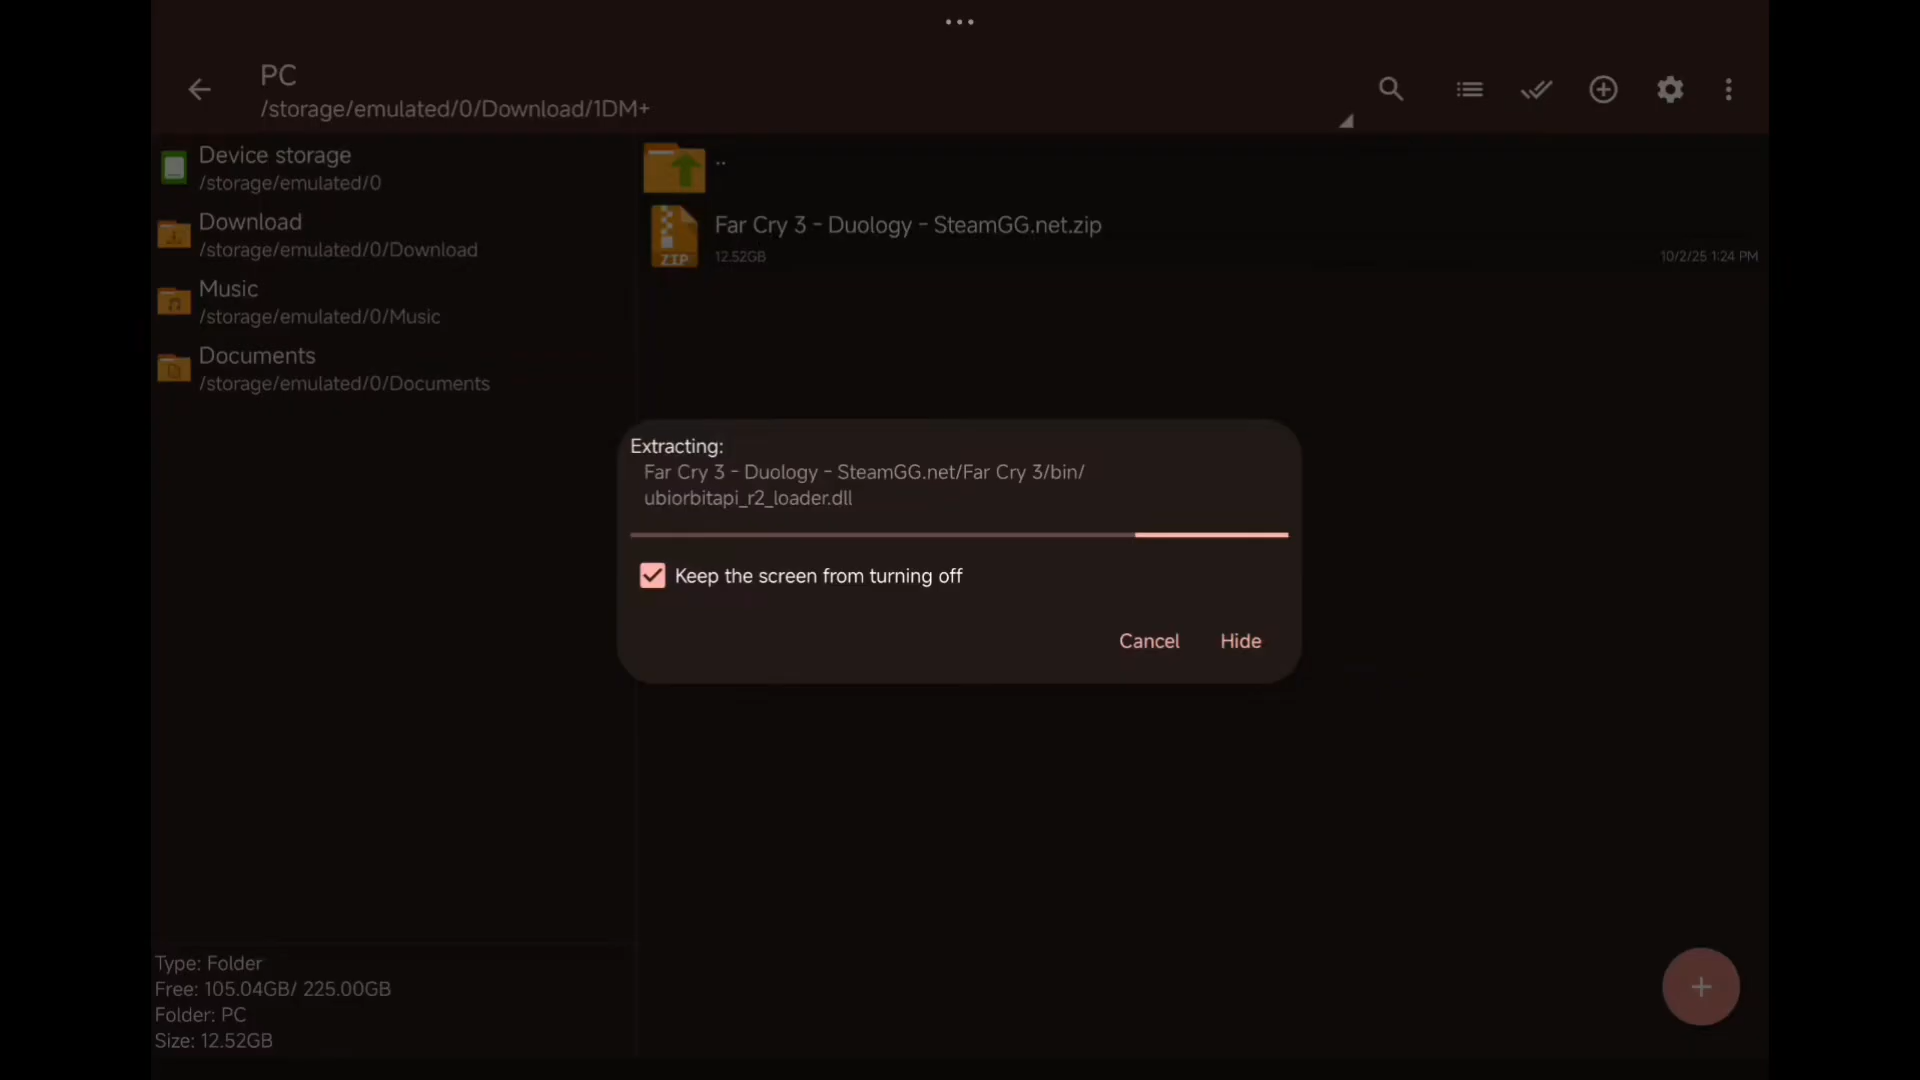 PC
/storage/emulated/0/Download/1DM+
Device storage
/storage/emulated/0
Download
/storage/emulated/0/Download
Music
/storage/emulated/0/Music
Documents
/storage/emulated/0/Documents
..
Far Cry 3 - Duology - SteamGG.net.zip
ZIP
12.52GB
10/2/25 1:24 PM
Extracting:
Far Cry 3 - Duology - SteamGG.net/Far Cry 3/bin/
ubiorbitapi_r2_loader.dll
Keep the screen from turning off
Cancel
Hide
Type: Folder
Free: 105.04GB/ 225.00GB
Folder: PC
Size: 12.52GB